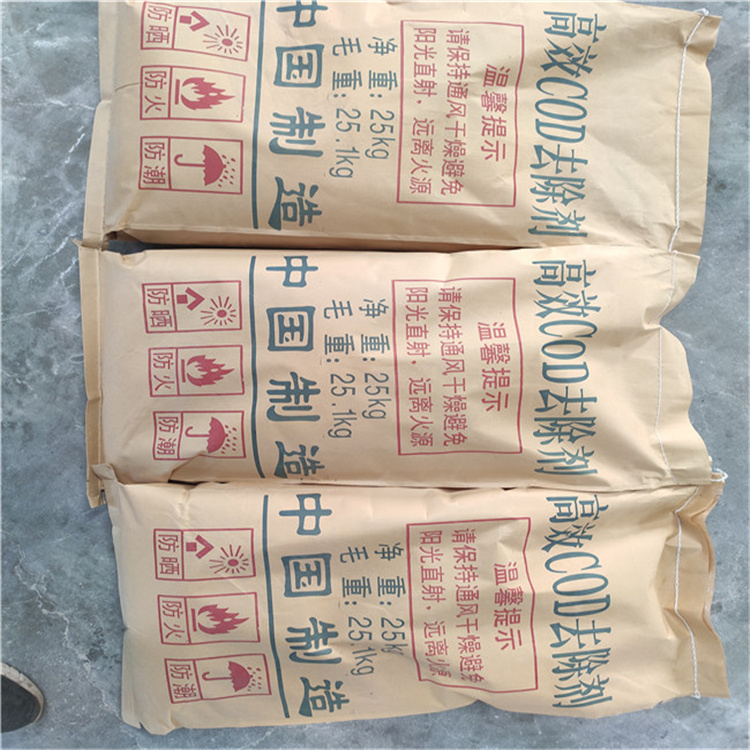 高效COD去除剂
温馨提示
请保持通风干燥避免
阳光直射，远离火源
净重:25kg
毛重:25.1kg
中国制造
防晒
防火
防潮
高效COD去除剂
温馨提示
请保持通风干燥避免
阳光直射，远离火源
净重:25kg
毛重:25.1kg
中国制造
防晒
防火
防潮
高效COD去除剂
温馨提示
请保持通风干燥避免
阳光直射，远离火源
净重:25kg
毛重:25.1kg
中国制造
防晒
防火
防潮